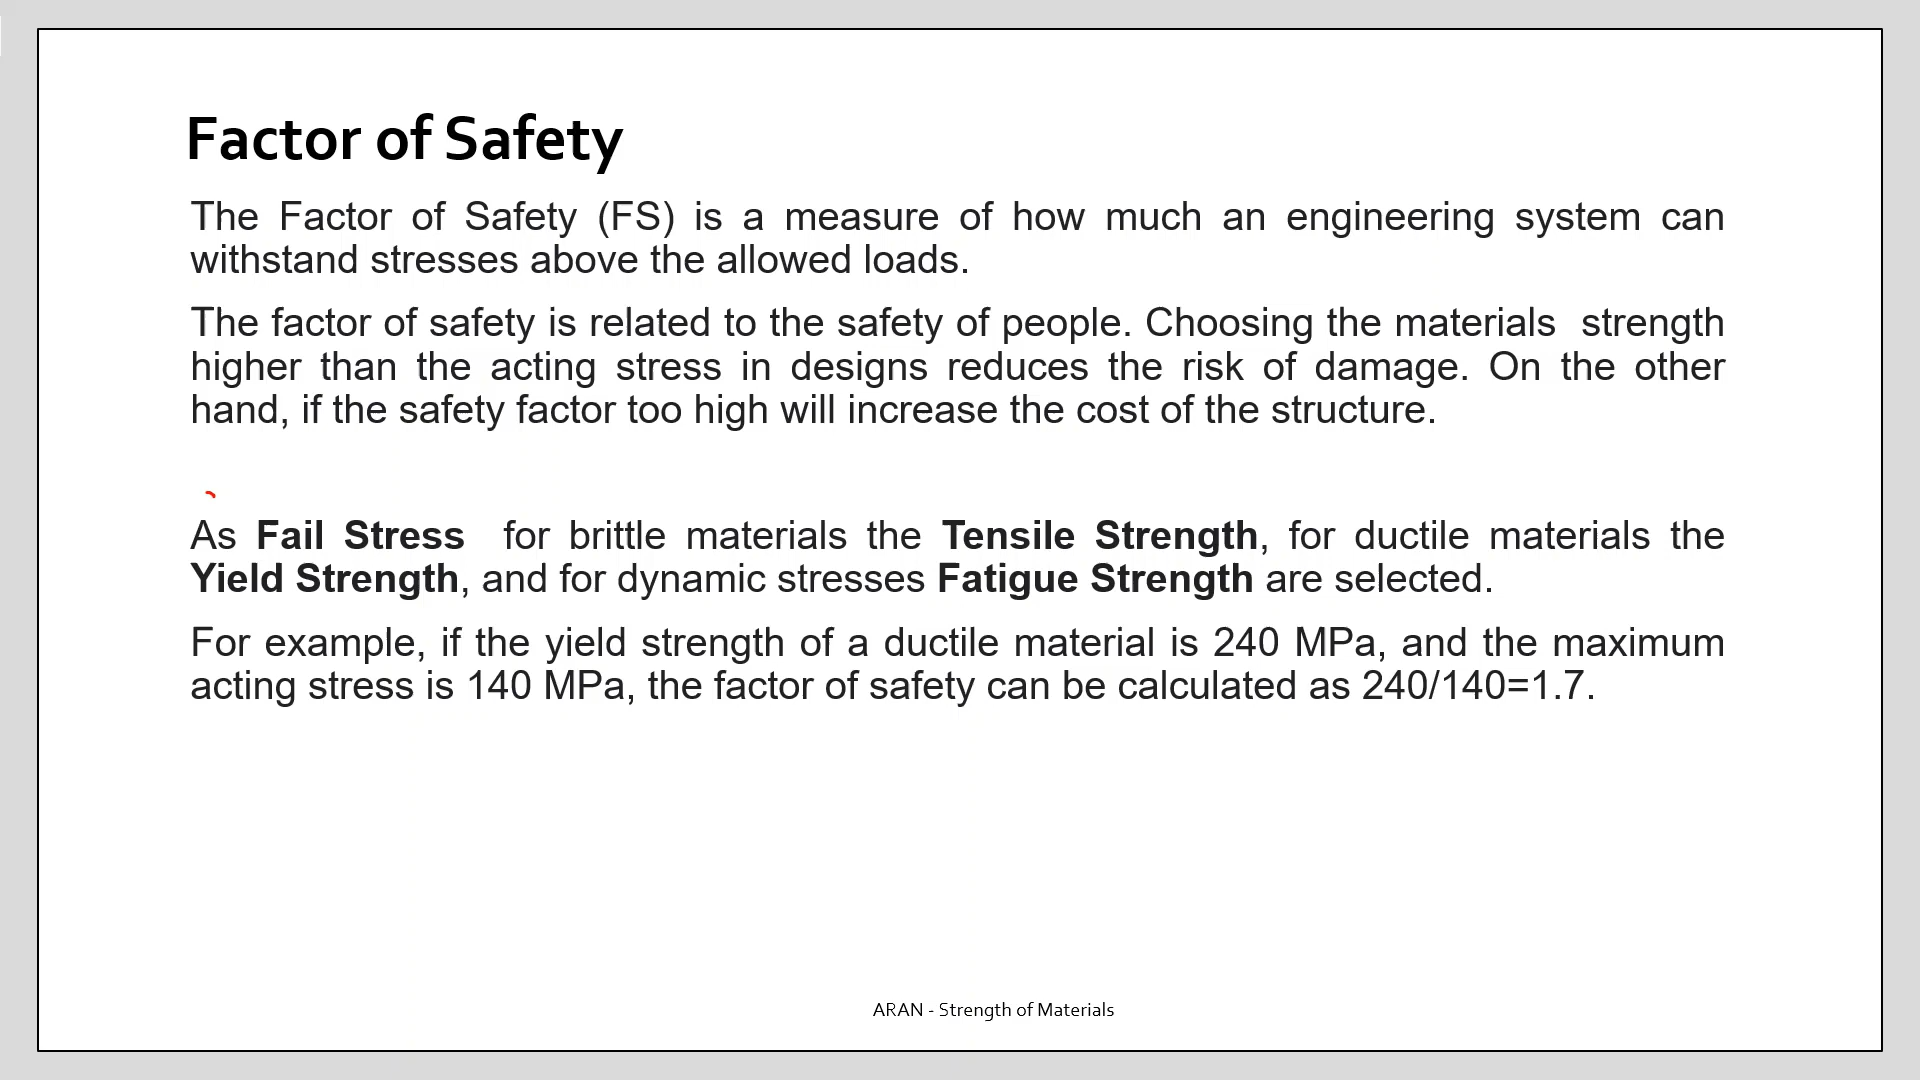 Factor of Safety
The Factor of Safety (FS) is a measure of how much an engineering system can
withstand stresses above the allowed loads.
The factor of safety is related to the safety of people. Choosing the materials strength
higher than the acting stress in designs reduces the risk of damage. On the other
hand, if the safety factor too high will increase the cost of the structure.
As Fail Stress for brittle materials the Tensile Strength, for ductile materials the
Yield Strength, and for dynamic stresses Fatigue Strength are selected.
For example, if the yield strength of a ductile material is 240 MPa, and the maximum
acting stress is 140 MPa, the factor of safety can be calculated as 240/140=1.7.
ARAN - Strength of Materials